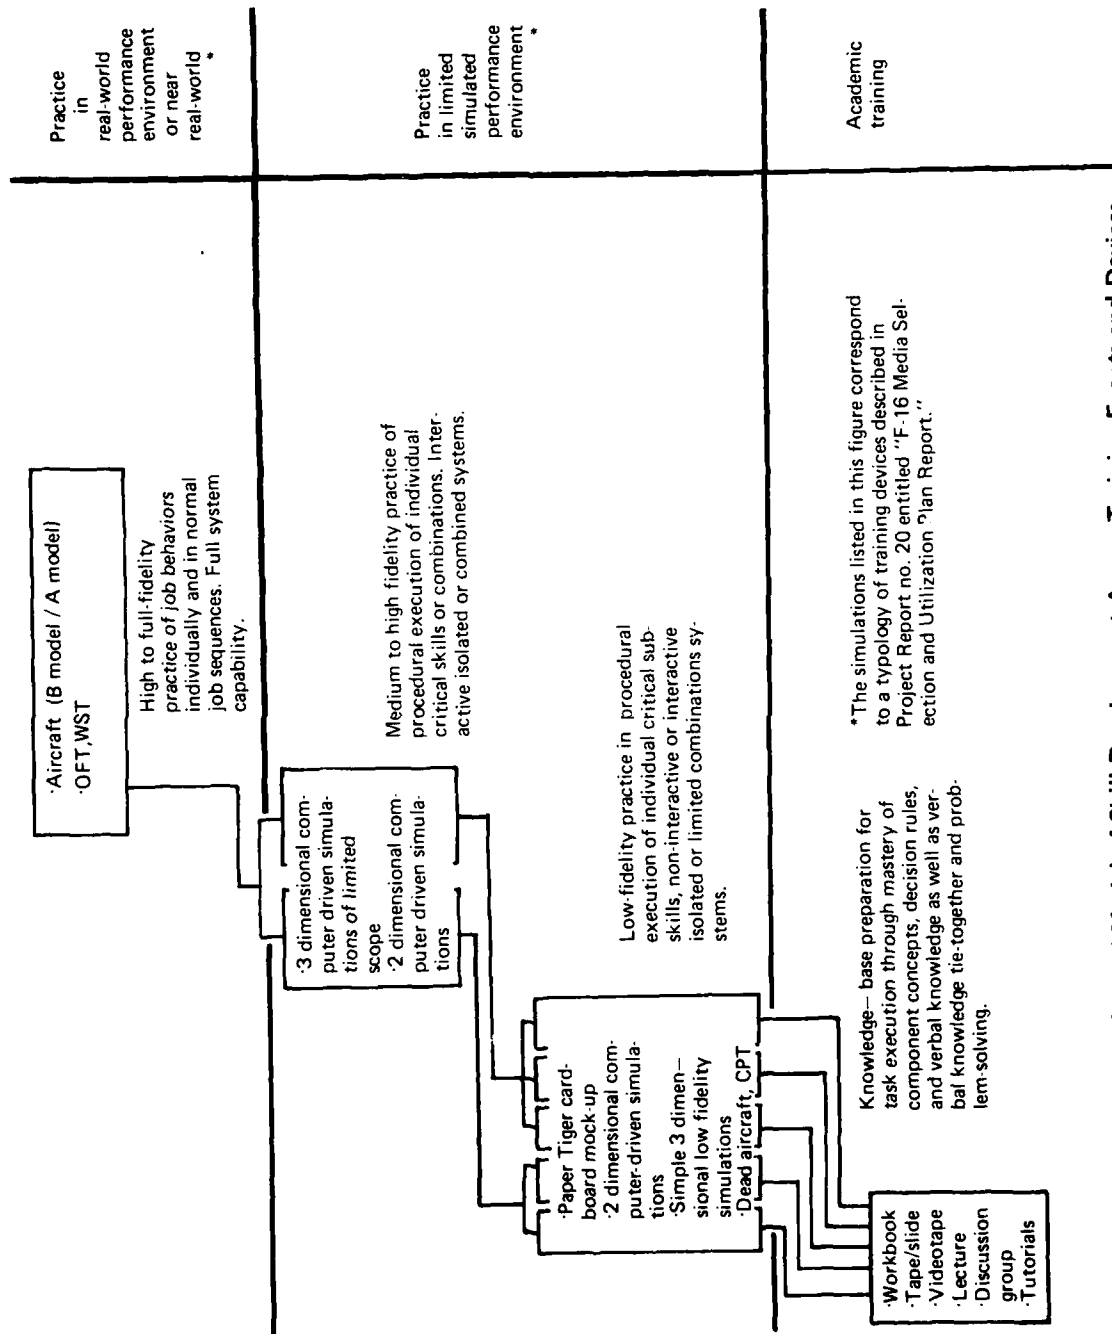 Practice
in
real-world
performance
environment
or near
real-world
*
·Aircraft (B model / A model)
·OFT,WST
High to full-fidelity
practice of job behaviors
individually and in normal
job sequences. Full system
capability.
Practice
in limited
simulated
performance
environment
*
·3 dimensional com-
puter driven simula-
tions of limited
scope
·2 dimensional com-
puter driven simula-
tions
Medium to high fidelity practice of
procedural execution of individual
critical skills or combinations. Inter-
active isolated or combined systems.
·Paper Tiger card-
board mock-up
·2 dimensional com-
puter-driven simula-
tions
·Simple 3 dimen—
sional low fidelity
simulations
·Dead aircraft, CPT
Low-fidelity practice in procedural
execution of individual critical sub-
skills, non-interactive or interactive
isolated or limited combinations sy-
stems.
Academic
training
·Workbook
·Tape/slide
·Videotape
·Lecture
·Discussion
group
·Tutorials
Knowledge— base preparation for
task execution through mastery of
component concepts, decision rules,
and verbal knowledge as well as ver-
bal knowledge tie-together and prob-
lem-solving.
*The simulations listed in this figure correspond
to a typology of training devices described in
Project Report no. 20 entitled "F-16 Media Sel-
ection and Utilization Plan Report."
Skill Development Across Training Events and Devices